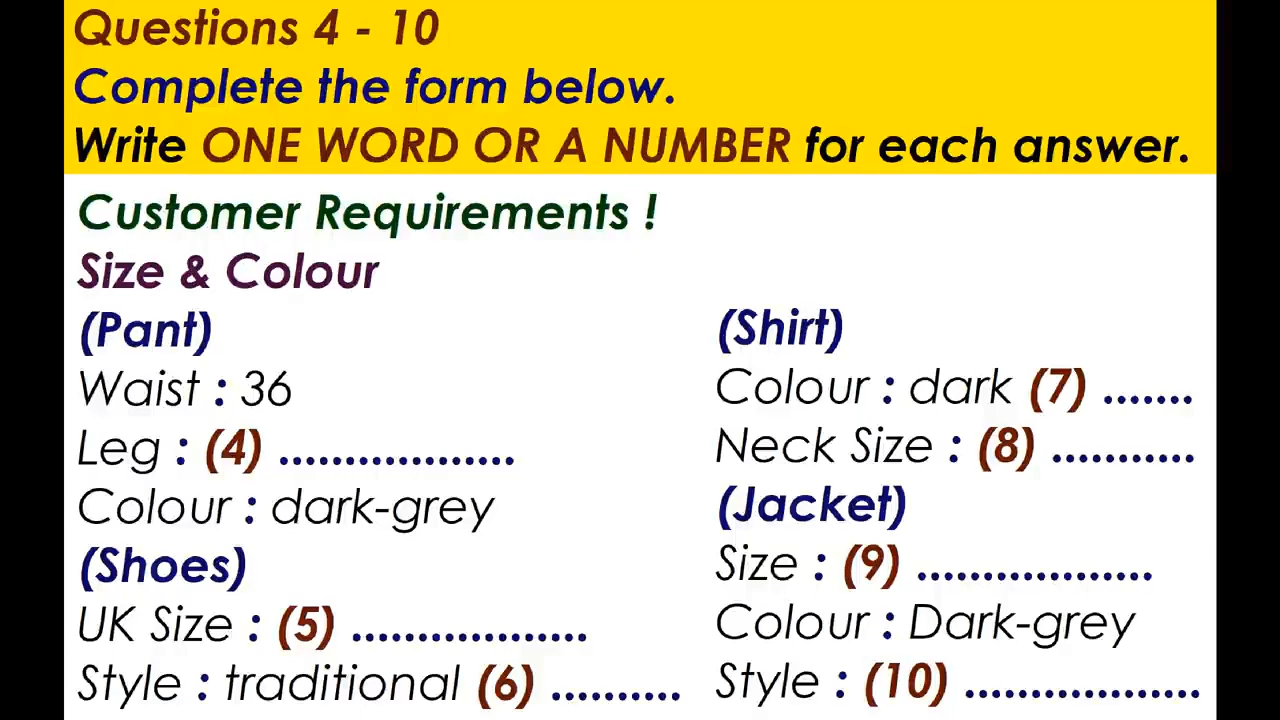 Questions 4 - 10
Complete the form below.
Write ONE WORD OR A NUMBER for each answer.
Customer Requirements !
Size & Colour
(Pant)
Waist : 36
Leg : (4) ..................
Colour : dark-grey
(Shoes)
UK Size : (5) ..................
Style : traditional (6) ..........
(Shirt)
Colour : dark (7) .......
Neck Size : (8) ...........
(Jacket)
Size : (9) ..................
Colour : Dark-grey
Style : (10) ..................